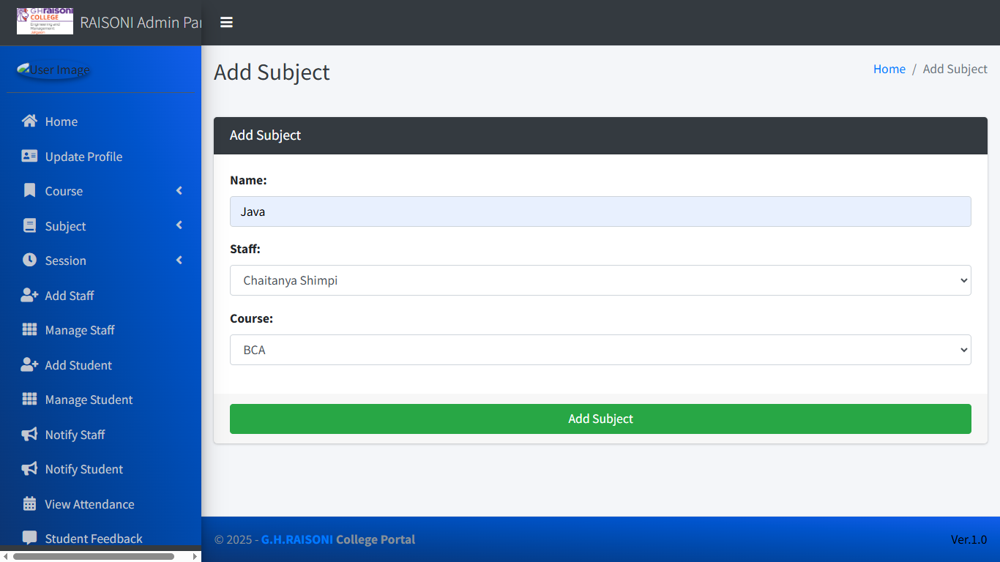 GHraisoni
COLLEGE
Engineering and
Management
Jalgaon
RAISONI Admin Par
User Image
Home
Update Profile
Course
Subject
Session
Add Staff
Manage Staff
Add Student
Manage Student
Notify Staff
Notify Student
View Attendance
Student Feedback
Add Subject
Home / Add Subject
Add Subject
Name:
Java
Staff:
Chaitanya Shimpi
Course:
BCA
Add Subject
© 2025 - G.H.RAISONI College Portal
Ver.1.0